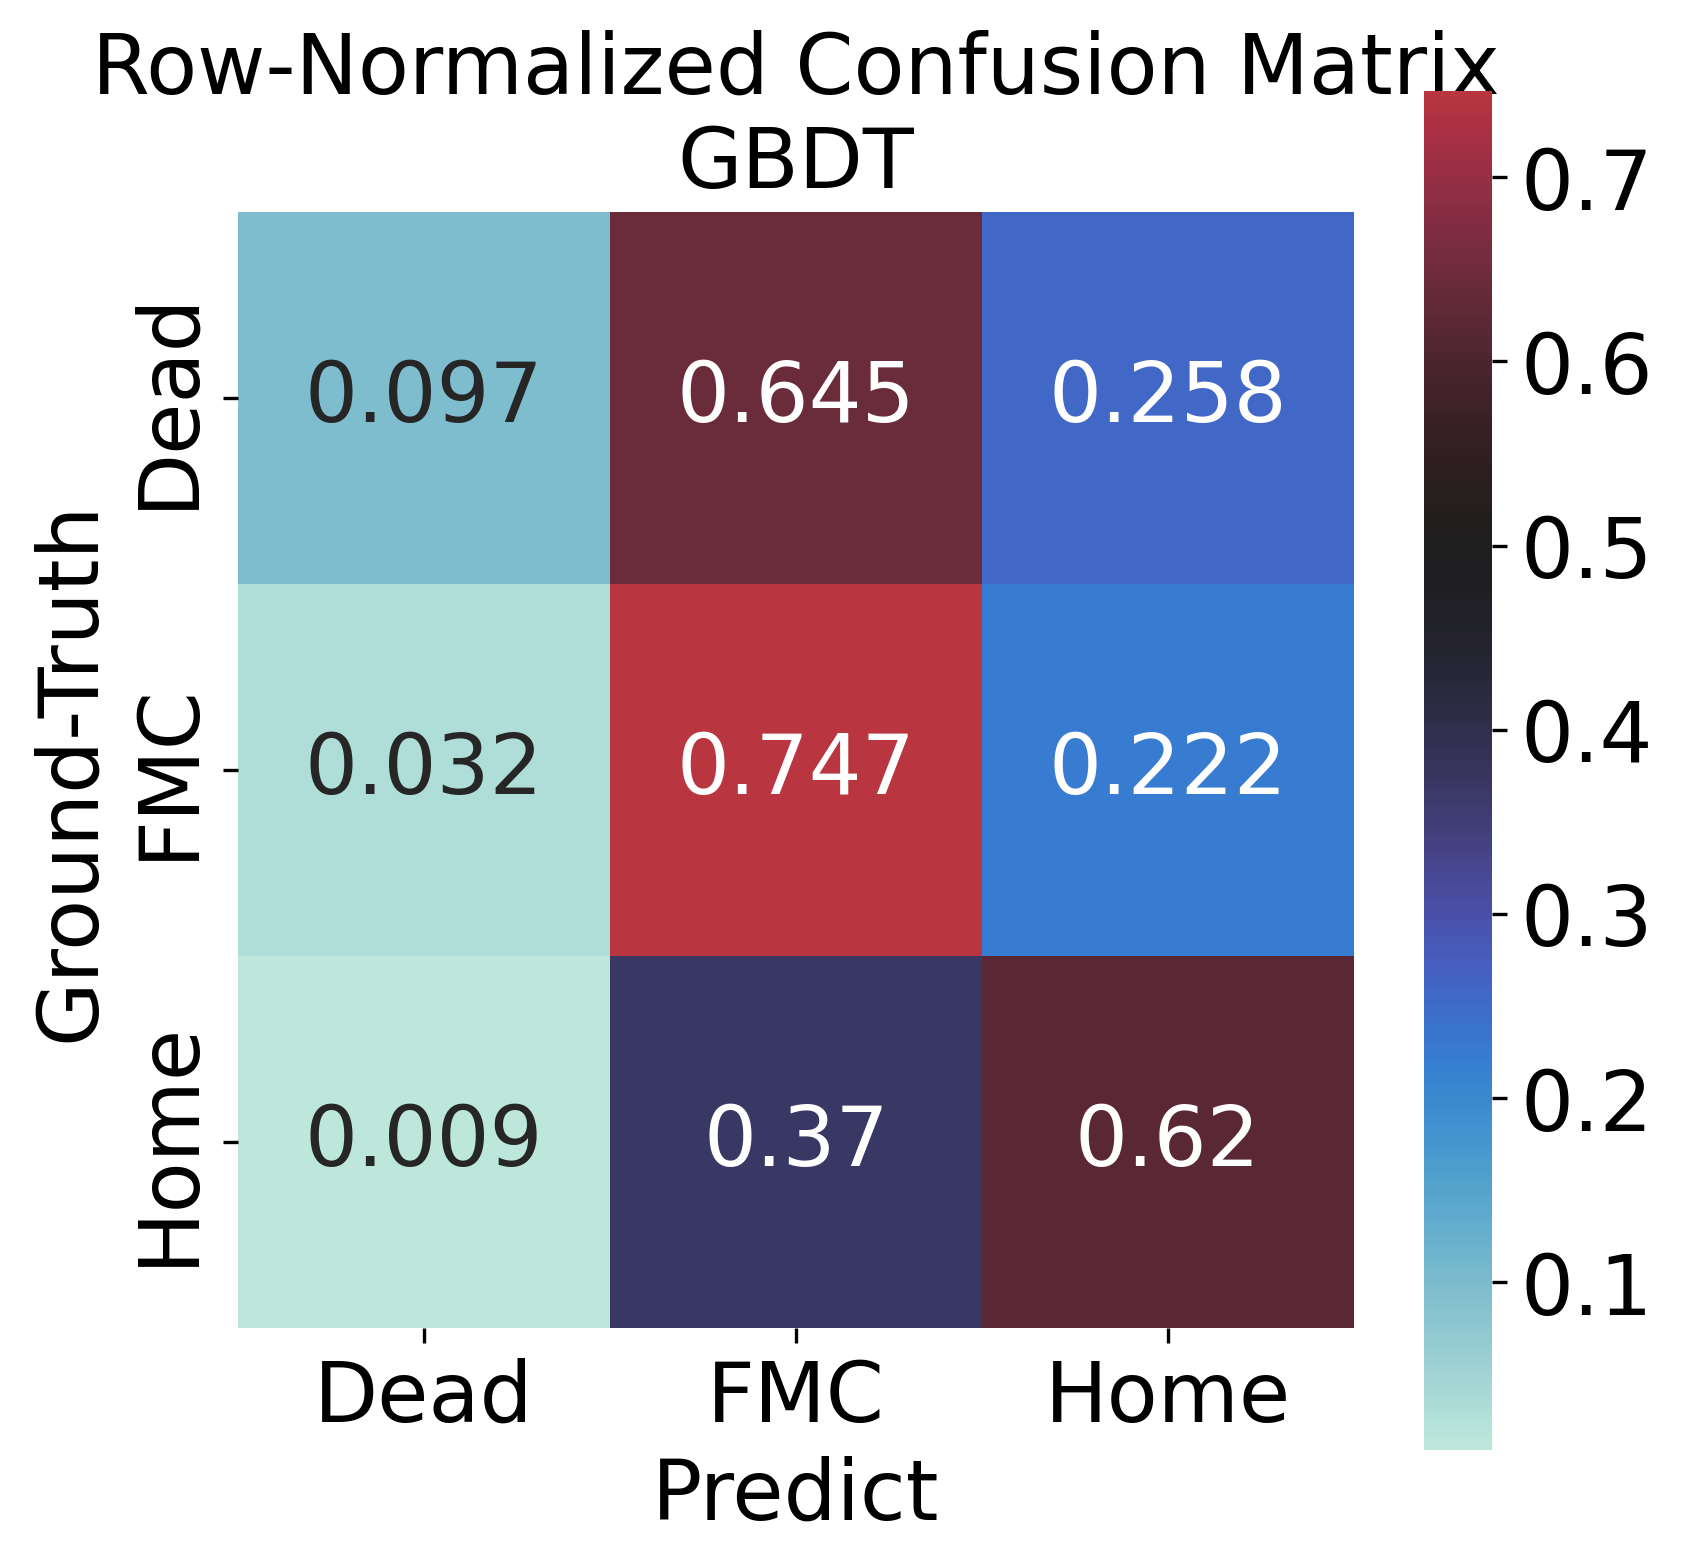 Row-Normalized Confusion Matrix
GBDT
Ground-Truth
Dead
0.097 0.645 0.258
FMC
0.032 0.747 0.222
Home
0.009 0.37 0.62
Dead FMC Home
Predict
0.7
0.6
0.5
0.4
0.3
0.2
0.1